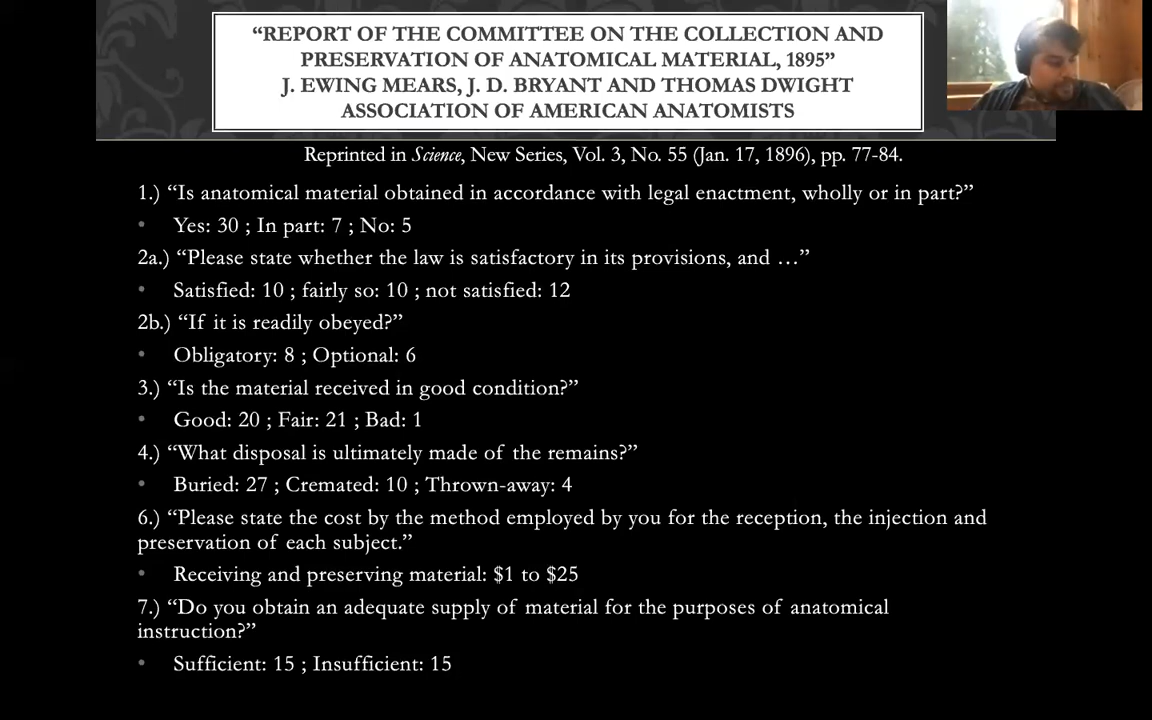 “REPORT OF THE COMMITTEE ON THE COLLECTION AND
PRESERVATION OF ANATOMICAL MATERIAL, 1895”
J. EWING MEARS, J. D. BRYANT AND THOMAS DWIGHT
ASSOCIATION OF AMERICAN ANATOMISTS
Reprinted in Science, New Series, Vol. 3, No. 55 (Jan. 17, 1896), pp. 77-84.
1.) “Is anatomical material obtained in accordance with legal enactment, wholly or in part?”
• Yes: 30 ; In part: 7 ; No: 5
2a.) “Please state whether the law is satisfactory in its provisions, and …”
• Satisfied: 10 ; fairly so: 10 ; not satisfied: 12
2b.) “If it is readily obeyed?”
• Obligatory: 8 ; Optional: 6
3.) “Is the material received in good condition?”
• Good: 20 ; Fair: 21 ; Bad: 1
4.) “What disposal is ultimately made of the remains?”
• Buried: 27 ; Cremated: 10 ; Thrown-away: 4
6.) “Please state the cost by the method employed by you for the reception, the injection and
preservation of each subject.”
• Receiving and preserving material: $1 to $25
7.) “Do you obtain an adequate supply of material for the purposes of anatomical
instruction?”
• Sufficient: 15 ; Insufficient: 15